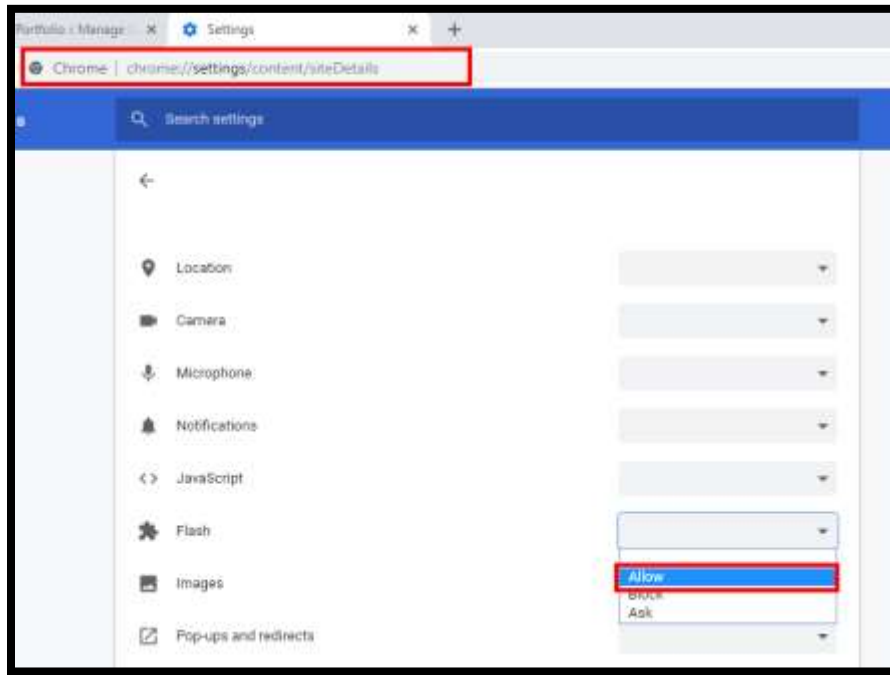 Portfolio : Manage Settings
Chrome | chrome://settings/content/siteDetails
s Search settings
Location
Camera
Microphone
Notifications
JavaScript
Flash
Allow
Images
Block
Ask
Pop-ups and redirects